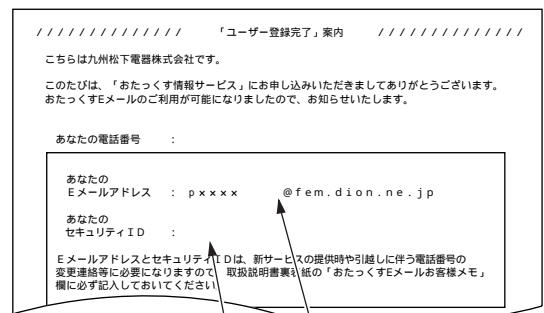 ////////////// 「ユーザー登録完了」案内 //////////////
こちらは九州松下電器株式会社です。
このたびは、「おたっくす情報サービス」にお申し込みいただきましてありがとうございます。
おたっくすEメールのご利用が可能になりましたので、お知らせいたします。
あなたの電話番号 :
あなたの
Eメールアドレス : p×××× @fem.dion.ne.jp
あなたの
セキュリティID :
EメールアドレスとセキュリティIDは、新サービスの提供時や引越しに伴う電話番号の
変更連絡等に必要になりますので 取扱説明書裏表紙の「おたっくすEメールお客様メモ」
欄に必ず記入しておいてください